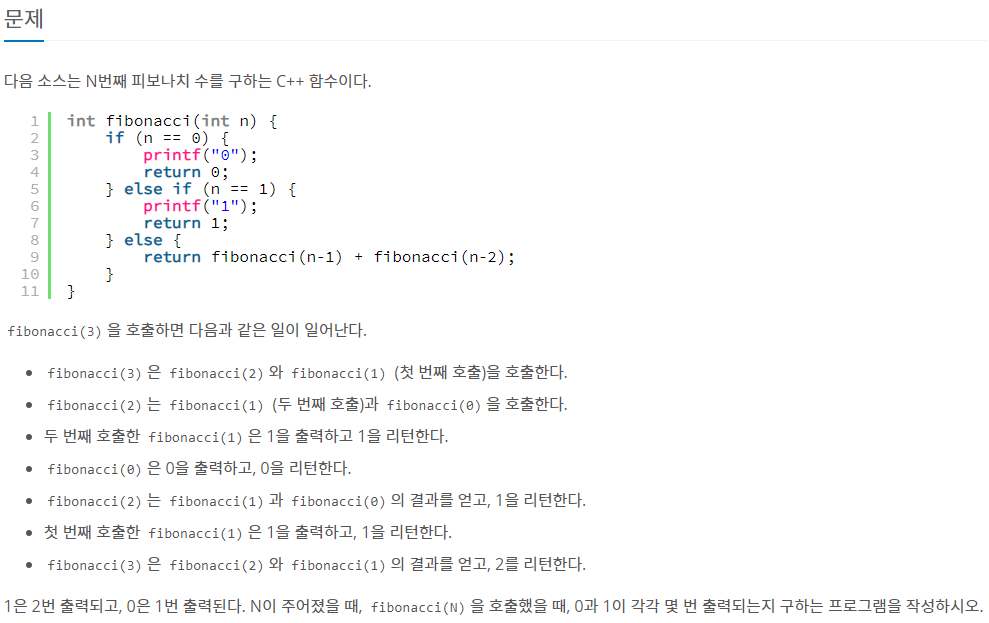 문제
다음 소스는 N번째 피보나치 수를 구하는 C++ 함수이다.
1 int fibonacci(int n) {
2     if (n == 0) {
3         printf("0");
4         return 0;
5     } else if (n == 1) {
6         printf("1");
7         return 1;
8     } else {
9         return fibonacci(n‐1) + fibonacci(n‐2);
10     }
11 }
fibonacci(3) 을 호출하면 다음과 같은 일이 일어난다.
• fibonacci(3) 은 fibonacci(2) 와 fibonacci(1) (첫 번째 호출)을 호출한다.
• fibonacci(2) 는 fibonacci(1) (두 번째 호출)과 fibonacci(0) 을 호출한다.
• 두 번째 호출한 fibonacci(1) 은 1을 출력하고 1을 리턴한다.
• fibonacci(0) 은 0을 출력하고, 0을 리턴한다.
• fibonacci(2) 는 fibonacci(1) 과 fibonacci(0) 의 결과를 얻고, 1을 리턴한다.
• 첫 번째 호출한 fibonacci(1) 은 1을 출력하고, 1을 리턴한다.
• fibonacci(3) 은 fibonacci(2) 와 fibonacci(1) 의 결과를 얻고, 2를 리턴한다.
1은 2번 출력되고, 0은 1번 출력된다. N이 주어졌을 때, fibonacci(N) 을 호출했을 때, 0과 1이 각각 몇 번 출력되는지 구하는 프로그램을 작성하시오.